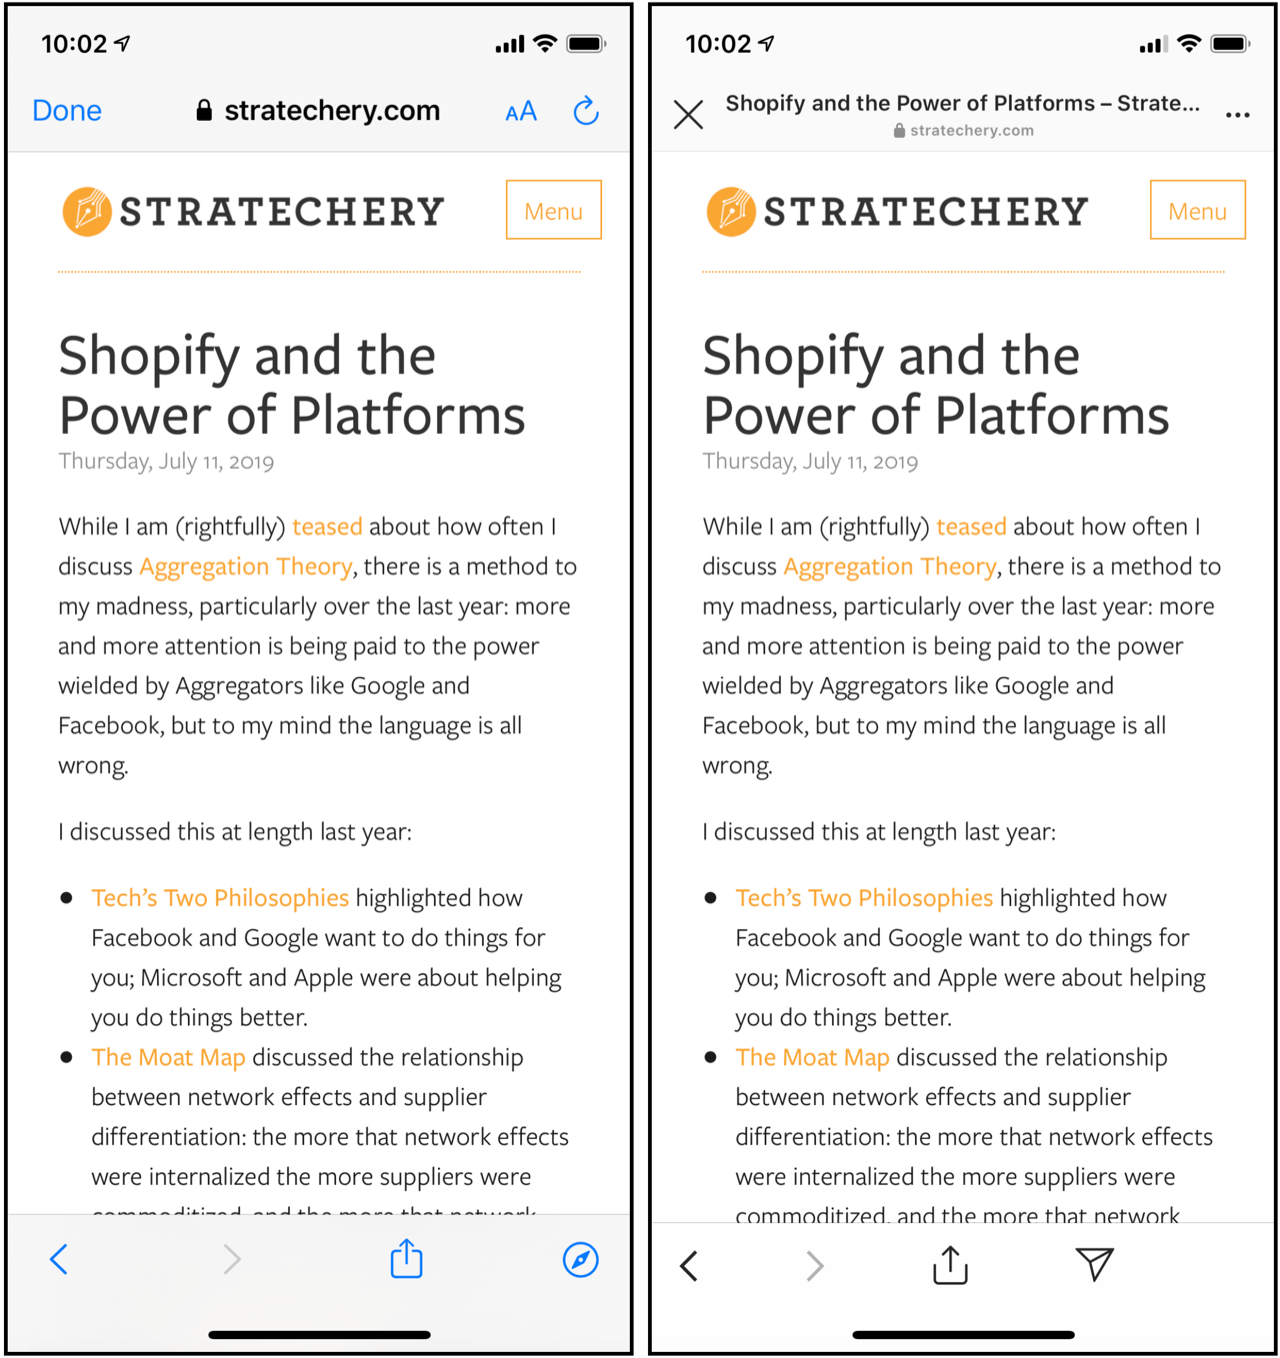 10:02
Done
stratechery.com
AA
STRATECHERY
Menu
Shopify and the
Power of Platforms
Thursday, July 11, 2019
While I am (rightfully) teased about how often I
discuss Aggregation Theory, there is a method to
my madness, particularly over the last year: more
and more attention is being paid to the power
wielded by Aggregators like Google and
Facebook, but to my mind the language is all
wrong.
I discussed this at length last year:
• Tech’s Two Philosophies highlighted how
Facebook and Google want to do things for
you; Microsoft and Apple were about helping
you do things better.
• The Moat Map discussed the relationship
between network effects and supplier
differentiation: the more that network effects
were internalized the more suppliers were
commoditized, and the more that network
10:02
Shopify and the Power of Platforms – Strate...
stratechery.com
STRATECHERY
Menu
Shopify and the
Power of Platforms
Thursday, July 11, 2019
While I am (rightfully) teased about how often I
discuss Aggregation Theory, there is a method to
my madness, particularly over the last year: more
and more attention is being paid to the power
wielded by Aggregators like Google and
Facebook, but to my mind the language is all
wrong.
I discussed this at length last year:
• Tech’s Two Philosophies highlighted how
Facebook and Google want to do things for
you; Microsoft and Apple were about helping
you do things better.
• The Moat Map discussed the relationship
between network effects and supplier
differentiation: the more that network effects
were internalized the more suppliers were
commoditized, and the more that network